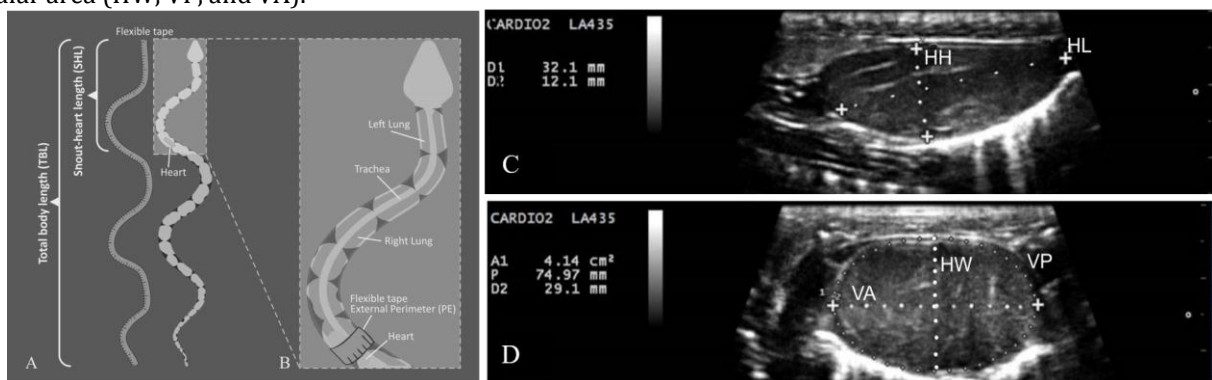 ular area (HW, VP, and VA).
Flexible tape
Snout-heart length (SHL)
Total body length (TBL)
Heart
A
Left Lung
Trachea
Right Lung
Flexible tape
External Perimeter (PE)
Heart
B
CARDIO2 LA435
D1 32.1 mm
12.1 mm
HH
HL
C
CARDIO2 LA435
A1 4.14 cm²
P 74.97 mm
D2 29.1 mm
HW
VP
VA
1
D